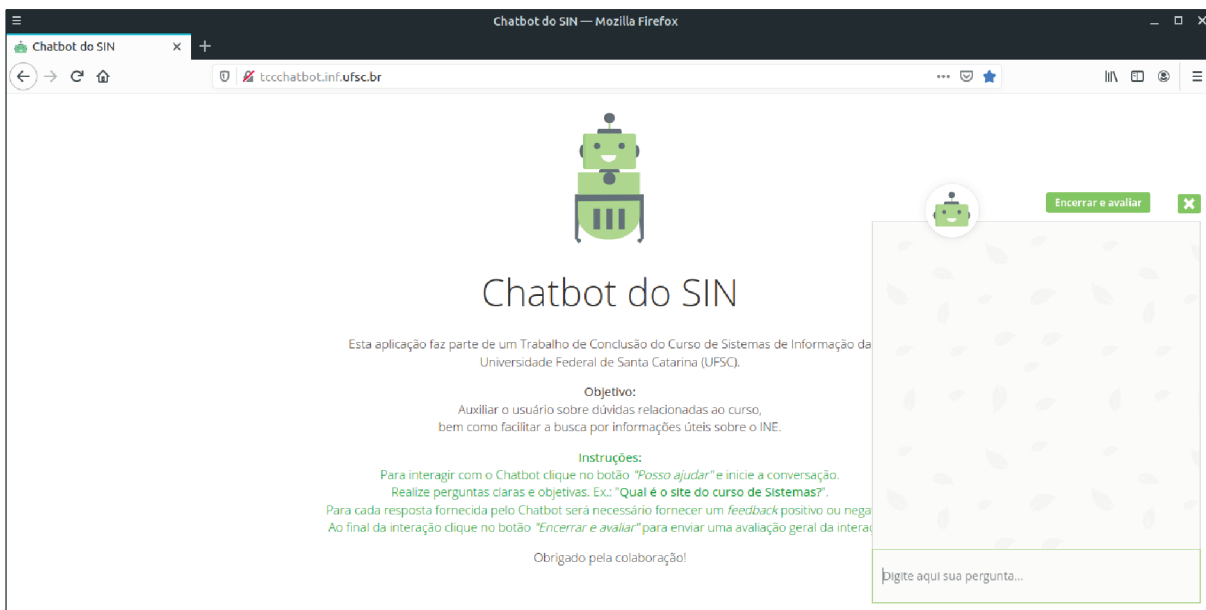 Chatbot do SIN — Mozilla Firefox
Chatbot do SIN
tccchatbot.inf.ufsc.br
Encerrar e avaliar
Chatbot do SIN
Esta aplicação faz parte de um Trabalho de Conclusão do Curso de Sistemas de Informação da
Universidade Federal de Santa Catarina (UFSC).
Objetivo:
Auxiliar o usuário sobre dúvidas relacionadas ao curso,
bem como facilitar a busca por informações úteis sobre o INE.
Instruções:
Para interagir com o Chatbot clique no botão "Posso ajudar" e inicie a conversação.
Realize perguntas claras e objetivas. Ex.: "Qual é o site do curso de Sistemas?".
Para cada resposta fornecida pelo Chatbot será necessário fornecer um feedback positivo ou nega
Ao final da interação clique no botão "Encerrar e avaliar" para enviar uma avaliação geral da intera
Obrigado pela colaboração!
Digite aqui sua pergunta...